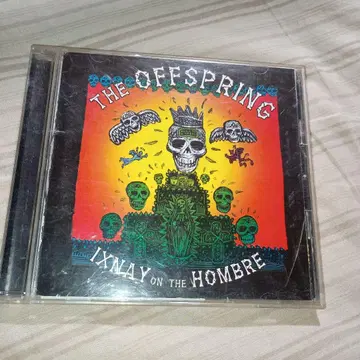 THE OFFSPRING
IXNAY ON THE HOMBRE